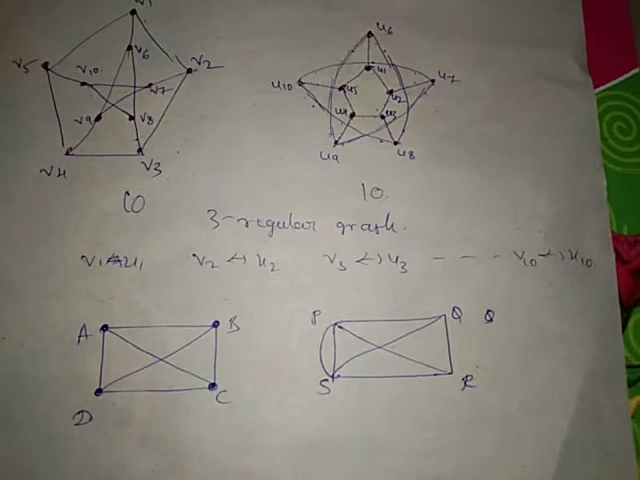 V1 u6
V6
V5 V10 V7 V2 u10 u1 u5 u2 u7
V9 V8 u4 u3
V4 V3 u9 u8
10 10.
3-regular graph.
V1↔u1 V2 ↔ u2 V3 ↔ u3 - - - - V10 ↔ u10.
A B P Q Q
D C S R